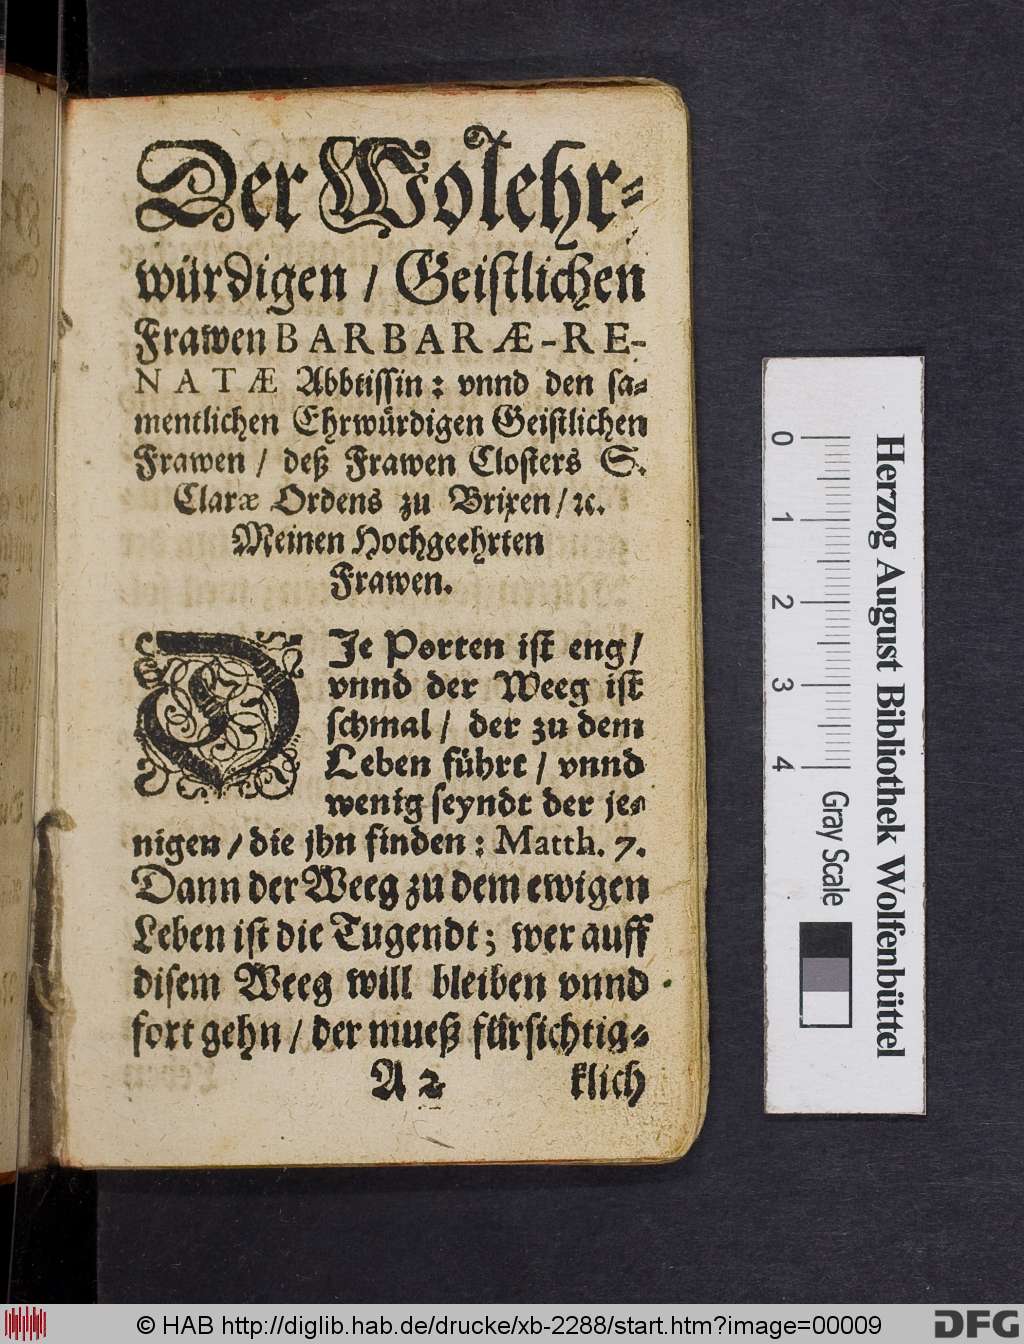 Der Wolehr-
würdigen / Geistlichen
Frawen BARBARÆ-RE-
NATÆ Abbtissin: vnnd den sa-
mentlichen Ehrwürdigen Geistlichen
Frawen / deß Frawen Closters S.
Claræ Ordens zu Brixen / ꝛc.
Meinen Hochgeehrten
Frawen.
DIe Porten ist eng /
vnnd der Weeg ist
schmal / der zu dem
Leben führt / vnnd
wenig seyndt der je-
nigen / die jhn finden: Matth. 7.
Dann der Weeg zu dem ewigen
Leben ist die Tugendt; wer auff
disem Weeg will bleiben vnnd
fort gehn / der mueß fürsichtig-
A 2 klich
0 1 2 3 4 Gray Scale
Herzog August Bibliothek Wolfenbüttel
© HAB http://diglib.hab.de/drucke/xb-2288/start.htm?image=00009
DFG